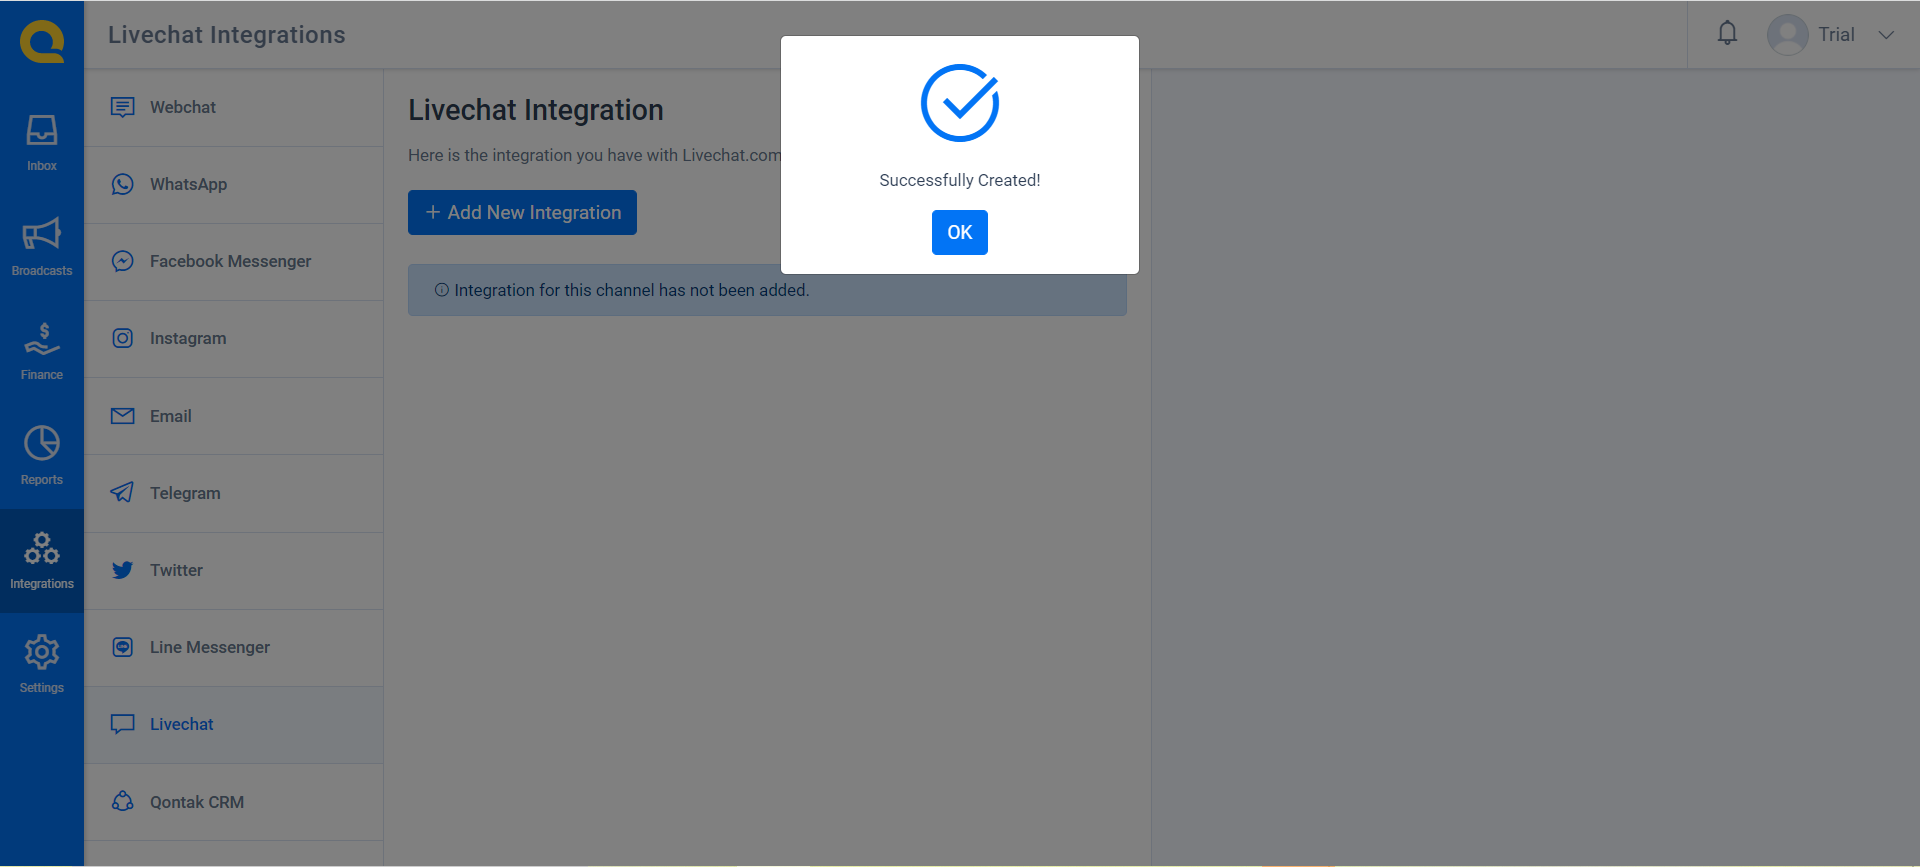 Livechat Integrations
Trial
Inbox
Broadcasts
Finance
Reports
Integrations
Settings
Webchat
WhatsApp
Facebook Messenger
Instagram
Email
Telegram
Twitter
Line Messenger
Livechat
Qontak CRM
Livechat Integration
Here is the integration you have with Livechat.com
+ Add New Integration
Integration for this channel has not been added.
Successfully Created!
OK